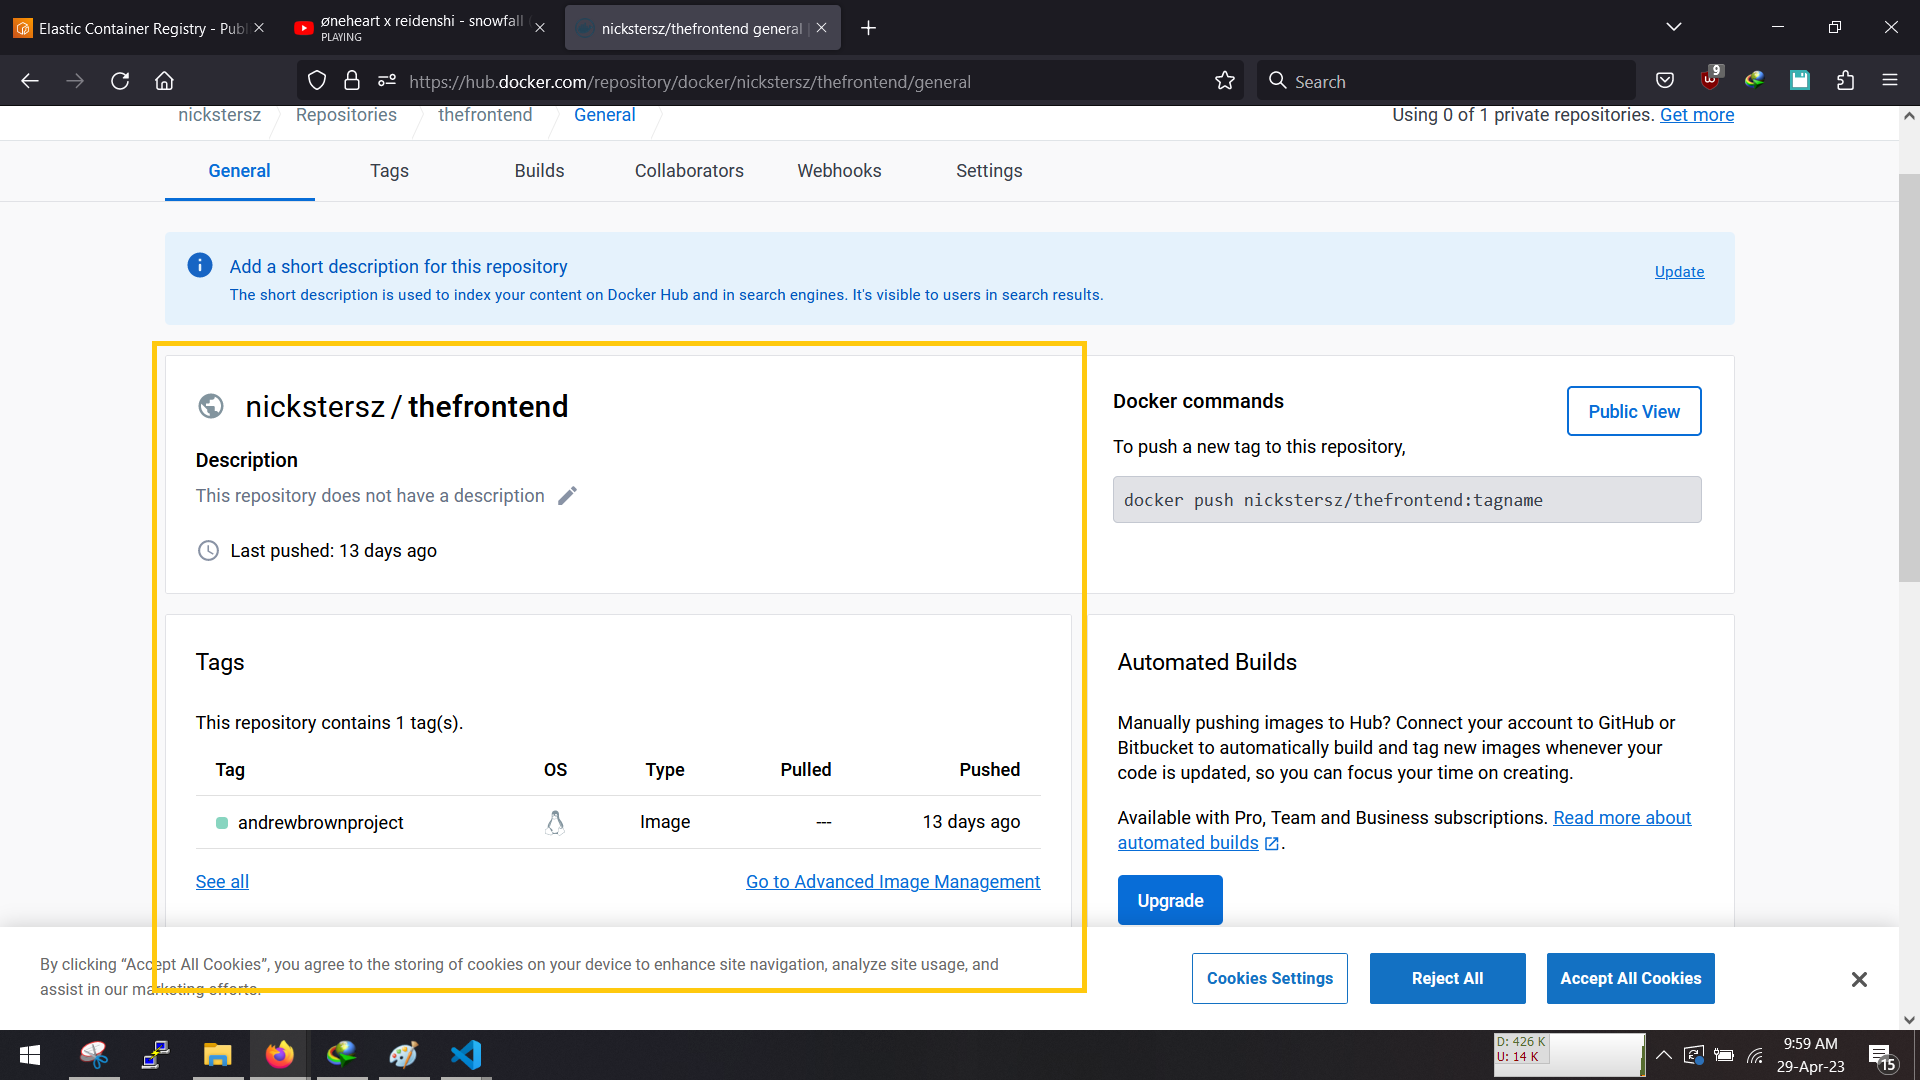 Elastic Container Registry - Publ
øneheart x reidenshi - snowfall
PLAYING
nickstersz/thefrontend general |
https://hub.docker.com/repository/docker/nickstersz/thefrontend/general
Search
9
nickstersz
Repositories
thefrontend
General
Using 0 of 1 private repositories. Get more
General
Tags
Builds
Collaborators
Webhooks
Settings
Add a short description for this repository
The short description is used to index your content on Docker Hub and in search engines. It's visible to users in search results.
Update
nickstersz / thefrontend
Description
This repository does not have a description
Last pushed: 13 days ago
Docker commands
Public View
To push a new tag to this repository,
docker push nickstersz/thefrontend:tagname
Tags
This repository contains 1 tag(s).
Tag OS Type Pulled Pushed
andrewbrownproject Image --- 13 days ago
See all
Go to Advanced Image Management
Automated Builds
Manually pushing images to Hub? Connect your account to GitHub or
Bitbucket to automatically build and tag new images whenever your
code is updated, so you can focus your time on creating.
Available with Pro, Team and Business subscriptions. Read more about
automated builds .
Upgrade
By clicking “Accept All Cookies”, you agree to the storing of cookies on your device to enhance site navigation, analyze site usage, and
assist in our marketing efforts.
Cookies Settings
Reject All
Accept All Cookies
D: 426 K
U: 14 K
9:59 AM
29-Apr-23
15